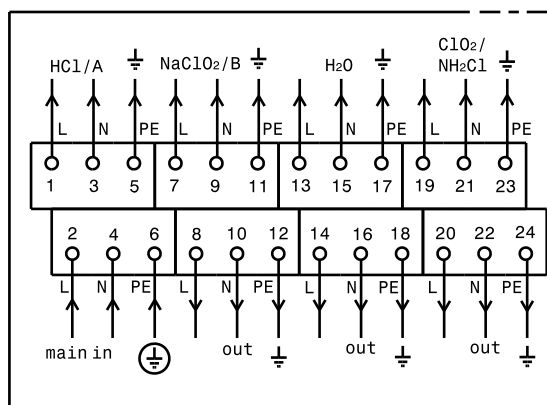 ClO₂/
HCl/A NaClO₂/B H₂O NH₂Cl
L N PE L N PE L N PE L N PE
1 3 5 7 9 11 13 15 17 19 21 23
2 4 6 8 10 12 14 16 18 20 22 24
L N PE L N PE L N PE L N PE
main in out out out